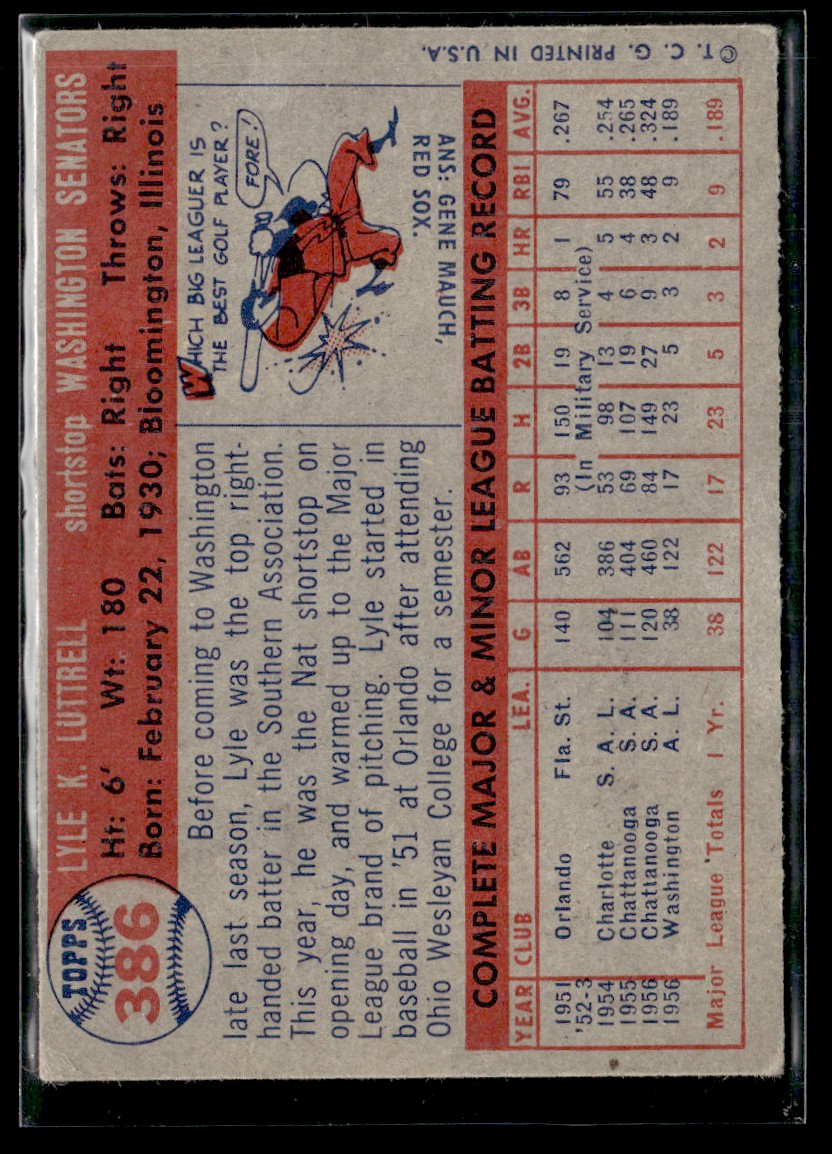 TOPPS
386
LYLE K. LUTTRELL shortstop WASHINGTON SENATORS
Ht: 6' Wt: 180 Bats: Right Throws: Right
Born: February 22, 1930; Bloomington, Illinois
Before coming to Washington
late last season, Lyle was the top right-
handed batter in the Southern Association.
This year, he was the Nat shortstop on
opening day, and warmed up to the Major
League brand of pitching. Lyle started in
baseball in '51 at Orlando after attending
Ohio Wesleyan College for a semester.
WHICH BIG LEAGUER IS
THE BEST GOLF PLAYER?
FORE!
ANS: GENE MAUCH,
RED SOX.
COMPLETE MAJOR & MINOR LEAGUE BATTING RECORD
YEAR CLUB LEA. G AB R H 2B 3B HR RBI AVG.
1951 Orlando Fla. St. 140 562 93 150 19 8 1 79 .267
'52-3 (In Military Service)
1954 Charlotte S. A. L. 104 386 53 98 13 4 5 55 .254
1955 Chattanooga S. A. 111 404 69 107 19 6 4 38 .265
1956 Chattanooga S. A. 120 460 84 149 27 9 3 48 .324
1956 Washington A. L. 38 122 17 23 5 3 2 9 .189
Major League Totals 1 Yr. 38 122 17 23 5 3 2 9 .189
© T. C. G. PRINTED IN U.S.A.